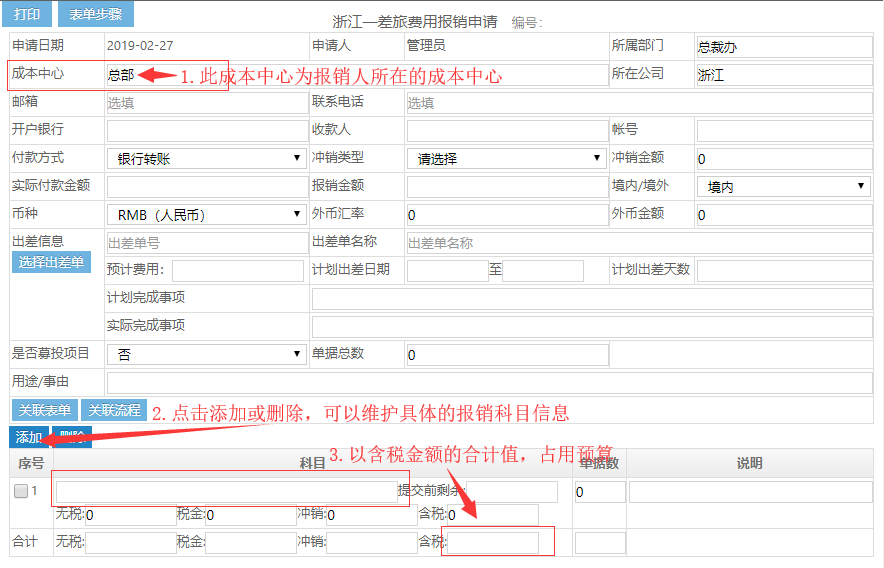 打印 表单步骤
浙江—差旅费用报销申请 编号:
申请日期 2019-02-27 申请人 管理员 所属部门 总裁办
成本中心 总部 1.此成本中心为报销人所在的成本中心 所在公司 浙江
邮箱 选填 联系电话 选填
开户银行 收款人 帐号
付款方式 银行转账 冲销类型 请选择 冲销金额 0
实际付款金额 报销金额 境内/境外 境内
币种 RMB（人民币） 外币汇率 0 外币金额 0
出差信息 出差单号 出差单名称 出差单名称
选择出差单 预计费用: 计划出差日期 至 计划出差天数
计划完成事项
实际完成事项
是否募投项目 否 单据总数 0
用途/事由
关联表单 关联流程 2.点击添加或删除，可以维护具体的报销科目信息
添加 删除
3.以含税金额的合计值，占用预算
序号 科目 单据数 说明
1 提交前剩余: 0
无税:0 税金:0 冲销:0 含税:0
合计 无税: 税金: 冲销: 含税: